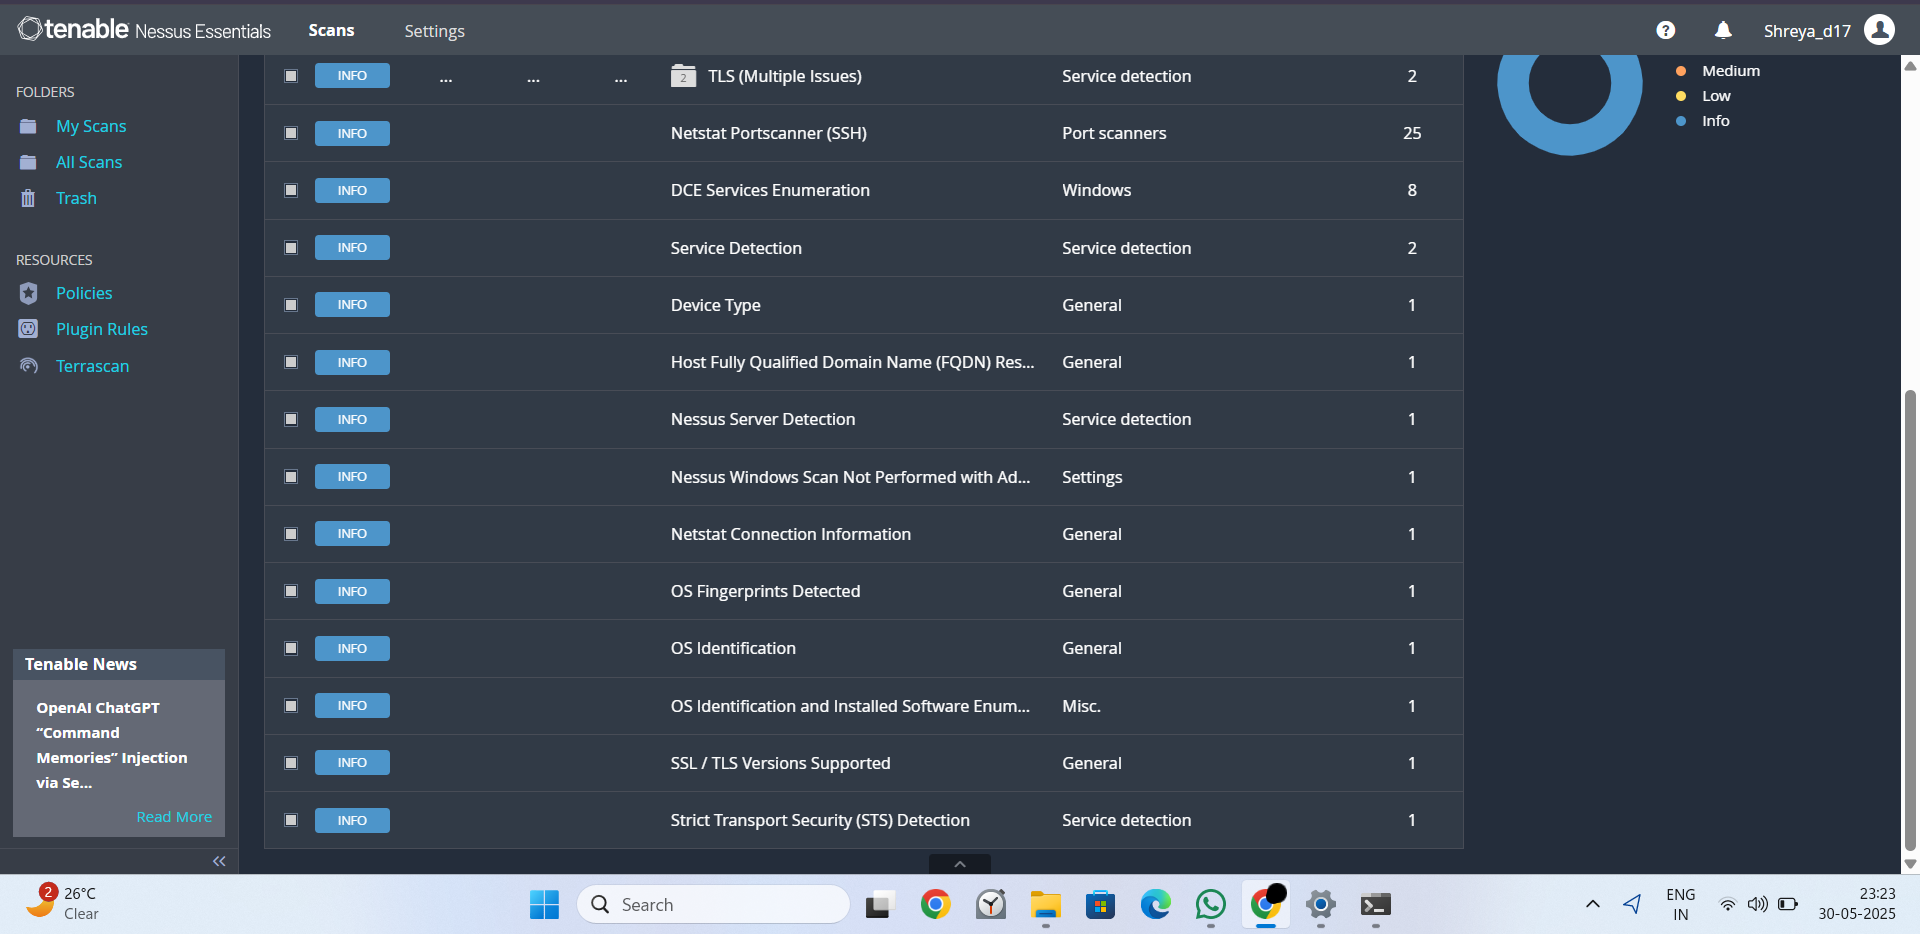 tenable Nessus Essentials
Scans
Settings
?
Shreya_d17
FOLDERS
My Scans
All Scans
Trash
RESOURCES
Policies
Plugin Rules
Terrascan
Tenable News
OpenAI ChatGPT
“Command
Memories” Injection
via Se...
Read More
INFO ... ... ... 2 TLS (Multiple Issues) Service detection 2
INFO Netstat Portscanner (SSH) Port scanners 25
INFO DCE Services Enumeration Windows 8
INFO Service Detection Service detection 2
INFO Device Type General 1
INFO Host Fully Qualified Domain Name (FQDN) Res... General 1
INFO Nessus Server Detection Service detection 1
INFO Nessus Windows Scan Not Performed with Ad... Settings 1
INFO Netstat Connection Information General 1
INFO OS Fingerprints Detected General 1
INFO OS Identification General 1
INFO OS Identification and Installed Software Enum... Misc. 1
INFO SSL / TLS Versions Supported General 1
INFO Strict Transport Security (STS) Detection Service detection 1
Medium
Low
Info
2
26°C
Clear
Search
ENG
IN
23:23
30-05-2025